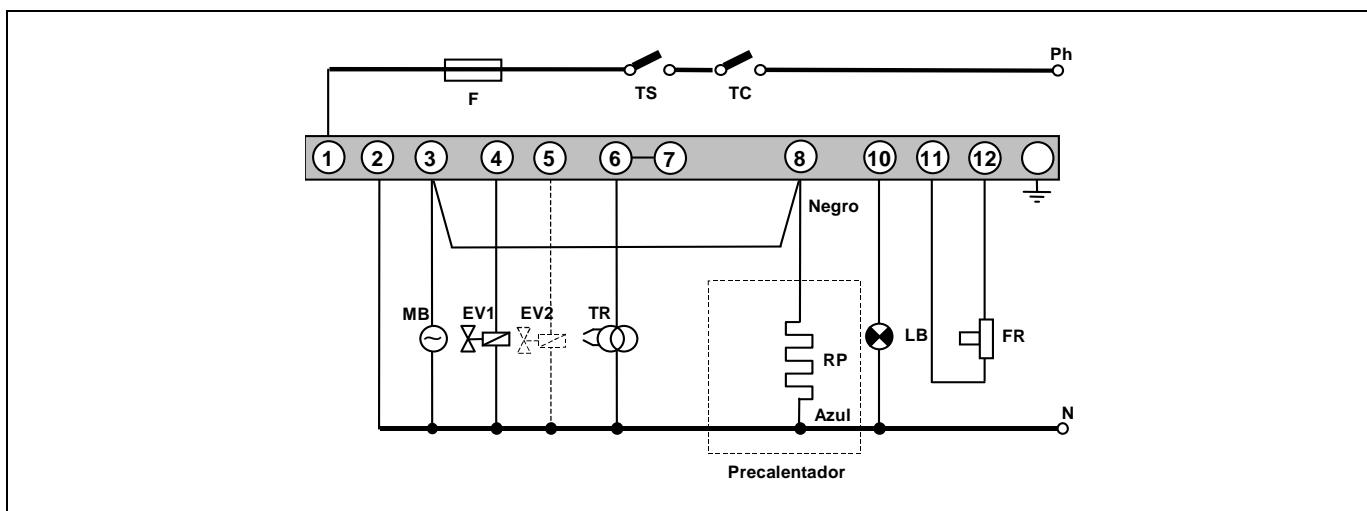 Ph
F TS TC
1 2 3 4 5 6 7 8 10 11 12
Negro
MB EV1 EV2 TR
LB FR
RP
Azul N
Precalentador